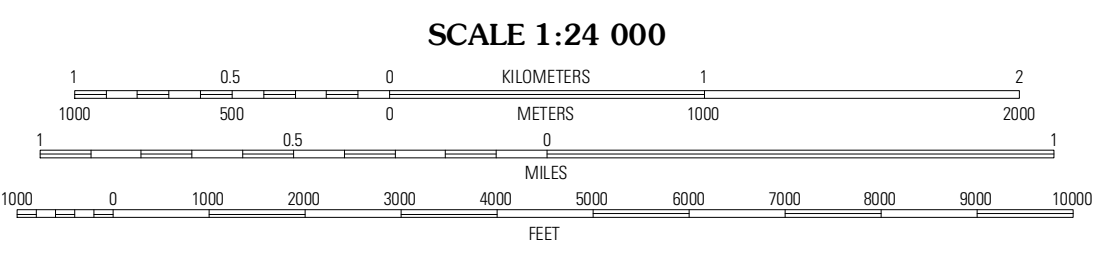 SCALE 1:24 000
1 0.5 0 KILOMETERS 1 2
1000 500 0 METERS 1000 2000
1 0.5 0 1
MILES
1000 0 1000 2000 3000 4000 5000 6000 7000 8000 9000 10000
FEET